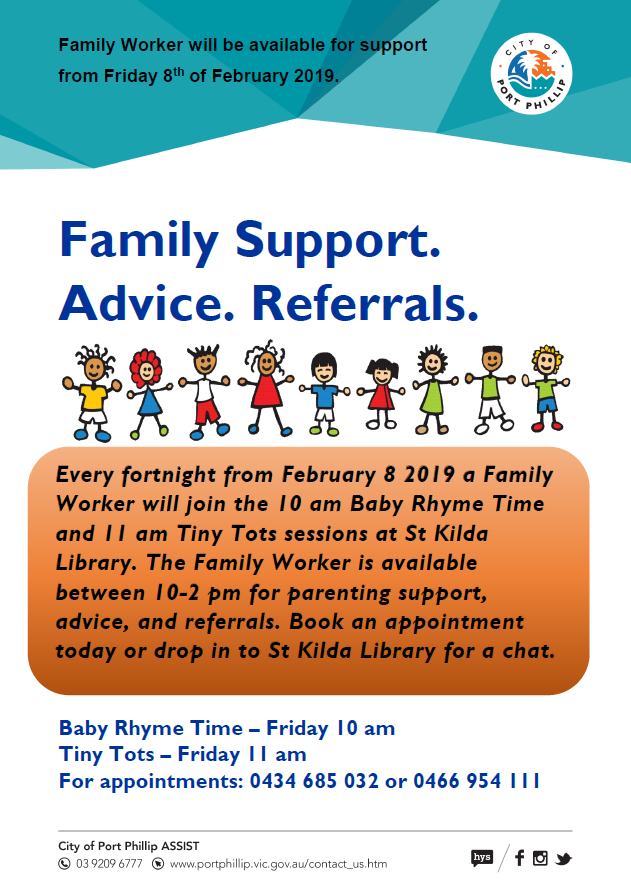 Family Worker will be available for support
from Friday 8th of February 2019.
CITY OF
PORT PHILLIP
Family Support.
Advice. Referrals.
Every fortnight from February 8 2019 a Family
Worker will join the 10 am Baby Rhyme Time
and 11 am Tiny Tots sessions at St Kilda
Library. The Family Worker is available
between 10-2 pm for parenting support,
advice, and referrals. Book an appointment
today or drop in to St Kilda Library for a chat.
Baby Rhyme Time – Friday 10 am
Tiny Tots – Friday 11 am
For appointments: 0434 685 032 or 0466 954 111
City of Port Phillip ASSIST
03 9209 6777 www.portphillip.vic.gov.au/contact_us.htm
hys